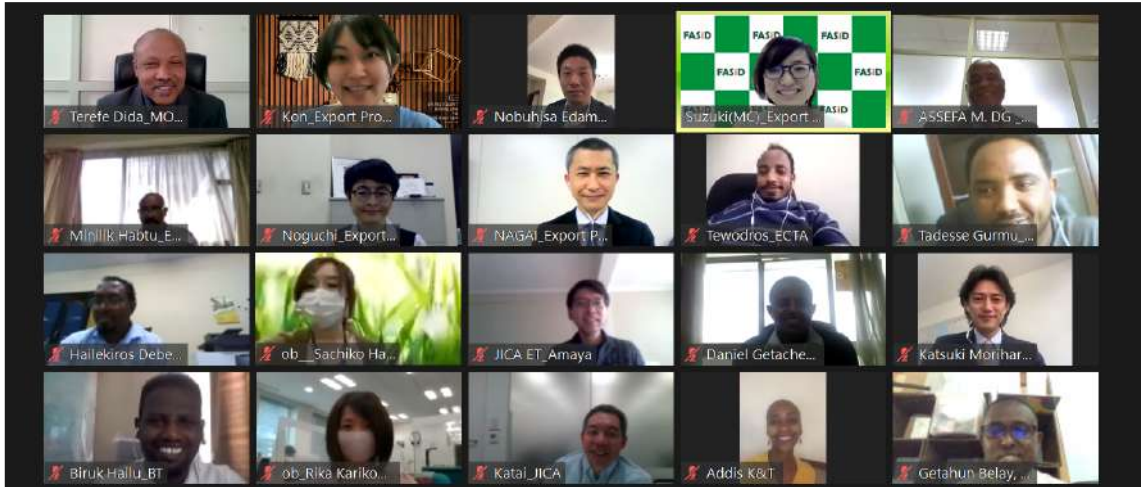 FASID FASID
FASID FASID
FASID FASID
Terefe Dida_MO...
Kon_Export Pro...
Nobuhisa Edam...
Suzuki(MC)_Export ...
ASSEFA M. DG _...
Minilik Habtu_E...
Noguchi_Export...
NAGAI_Export P...
Tewodros_ECTA
Tadesse Gurmu_...
Hailekiros Debe...
ob__Sachiko Ha...
JICA ET_Amaya
Daniel Getache...
Katsuki Morihar...
Biruk Hailu_BT
ob_Rika Kariko...
Katai_JICA
Addis K&T
Getahun Belay, ...